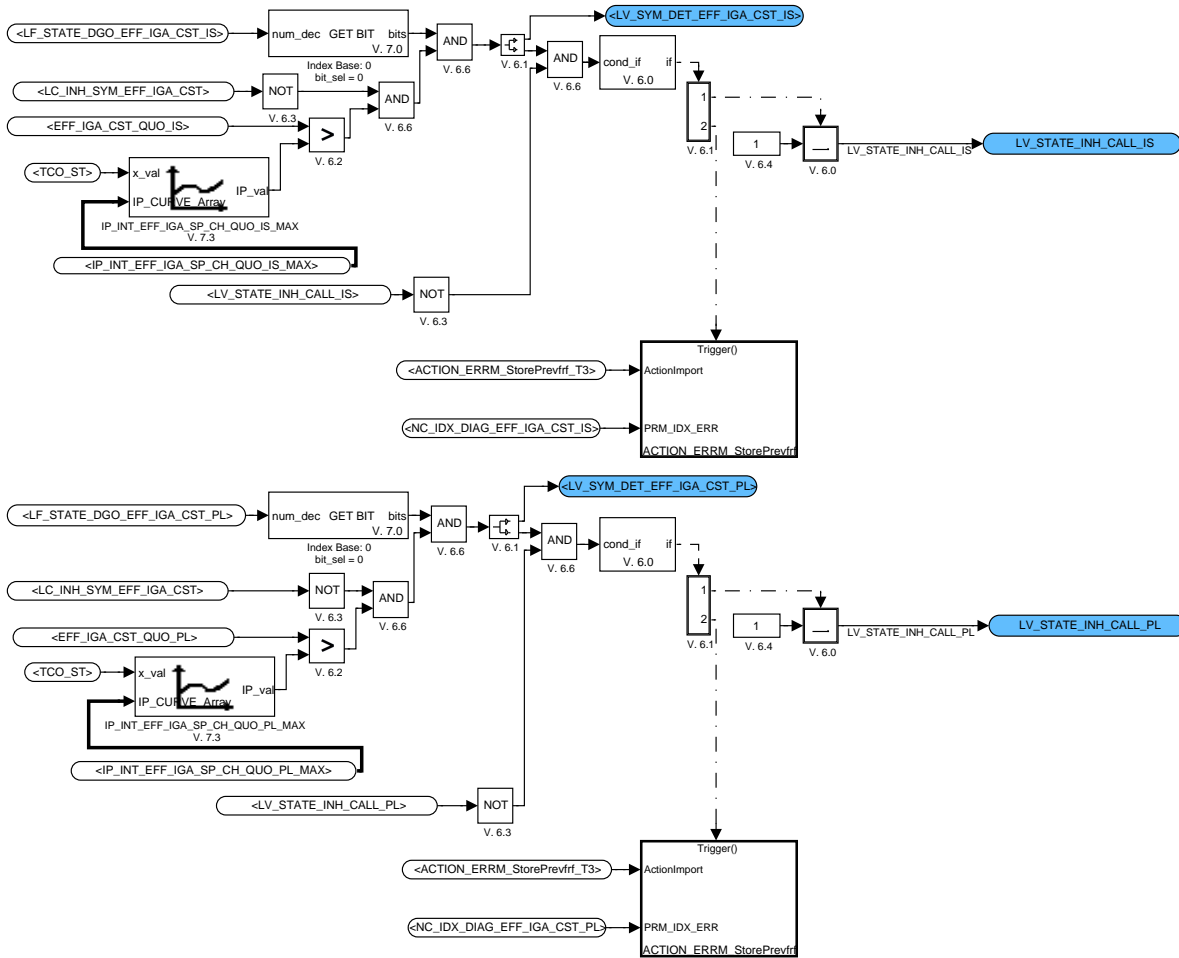 <LV_SYM_DET_EFF_IGA_CST_IS>
<LF_STATE_DGO_EFF_IGA_CST_IS>
num_dec GET BIT bits
V. 7.0
Index Base: 0
bit_sel = 0
AND
V. 6.6
V. 6.1
AND
V. 6.6
cond_if if
V. 6.0
<LC_INH_SYM_EFF_IGA_CST>
NOT
V. 6.3
AND
V. 6.6
1
2
V. 6.1
<EFF_IGA_CST_QUO_IS>
>
V. 6.2
1
V. 6.4
V. 6.0
LV_STATE_INH_CALL_IS
LV_STATE_INH_CALL_IS
<TCO_ST>
x_val
IP_val
IP_CURVE_Array
IP_INT_EFF_IGA_SP_CH_QUO_IS_MAX
V. 7.3
<IP_INT_EFF_IGA_SP_CH_QUO_IS_MAX>
<LV_STATE_INH_CALL_IS>
NOT
V. 6.3
Trigger()
<ACTION_ERRM_StorePrevfrf_T3>
ActionImport
<NC_IDX_DIAG_EFF_IGA_CST_IS>
PRM_IDX_ERR
ACTION_ERRM_StorePrevfrf
<LV_SYM_DET_EFF_IGA_CST_PL>
<LF_STATE_DGO_EFF_IGA_CST_PL>
num_dec GET BIT bits
V. 7.0
Index Base: 0
bit_sel = 0
AND
V. 6.6
V. 6.1
AND
V. 6.6
cond_if if
V. 6.0
<LC_INH_SYM_EFF_IGA_CST>
NOT
V. 6.3
AND
V. 6.6
1
2
V. 6.1
<EFF_IGA_CST_QUO_PL>
>
V. 6.2
1
V. 6.4
V. 6.0
LV_STATE_INH_CALL_PL
LV_STATE_INH_CALL_PL
<TCO_ST>
x_val
IP_val
IP_CURVE_Array
IP_INT_EFF_IGA_SP_CH_QUO_PL_MAX
V. 7.3
<IP_INT_EFF_IGA_SP_CH_QUO_PL_MAX>
<LV_STATE_INH_CALL_PL>
NOT
V. 6.3
Trigger()
<ACTION_ERRM_StorePrevfrf_T3>
ActionImport
<NC_IDX_DIAG_EFF_IGA_CST_PL>
PRM_IDX_ERR
ACTION_ERRM_StorePrevfrf